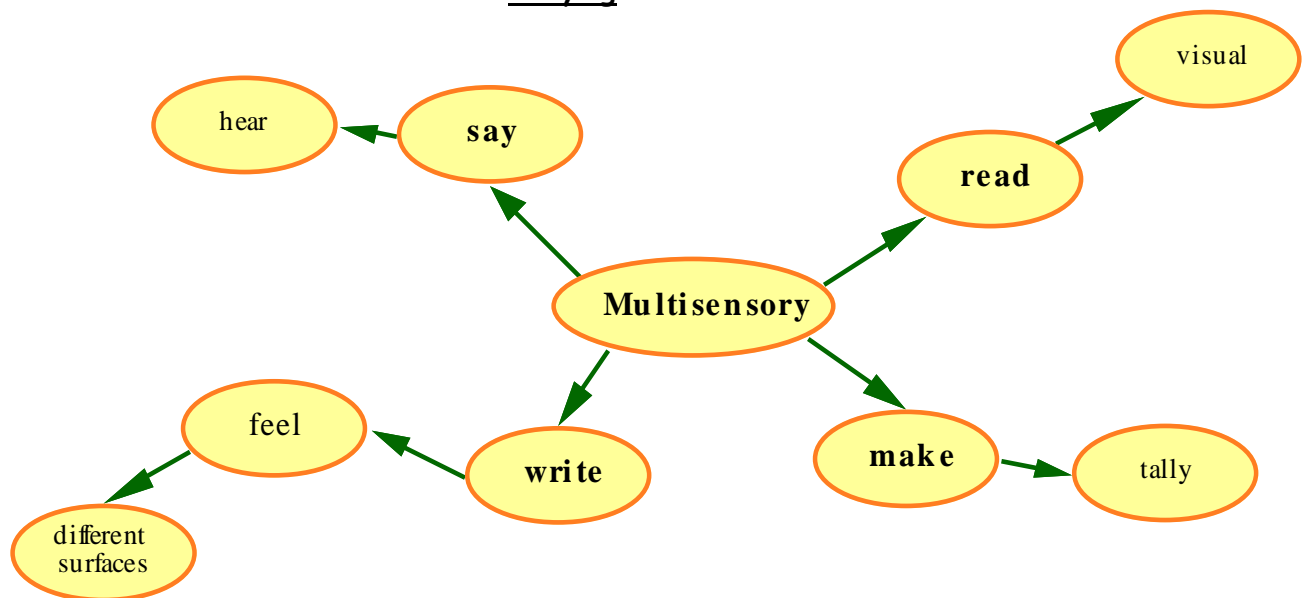 visual
hear
say
read
Multisensory
feel
make
write
tally
different
surfaces